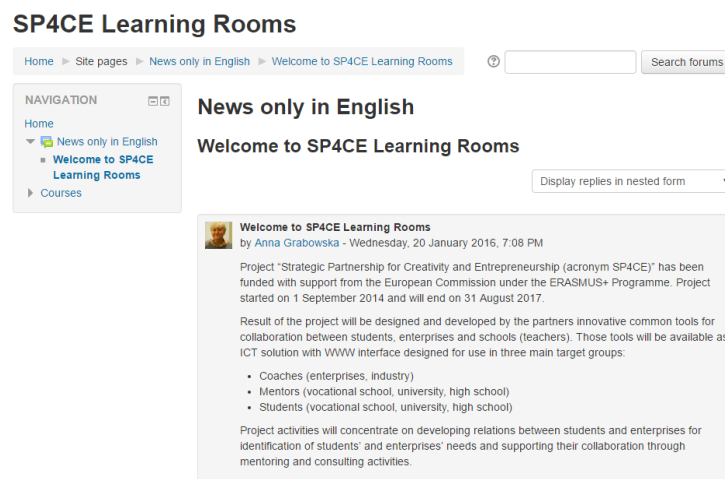 SP4CE Learning Rooms
Home Site pages News only in English Welcome to SP4CE Learning Rooms
Search forums
NAVIGATION
Home
News only in English
Welcome to SP4CE
Learning Rooms
Courses
News only in English
Welcome to SP4CE Learning Rooms
Display replies in nested form
Welcome to SP4CE Learning Rooms
by Anna Grabowska - Wednesday, 20 January 2016, 7:08 PM
Project “Strategic Partnership for Creativity and Entrepreneurship (acronym SP4CE)” has been
funded with support from the European Commission under the ERASMUS+ Programme. Project
started on 1 September 2014 and will end on 31 August 2017.
Result of the project will be designed and developed by the partners innovative common tools for
collaboration between students, enterprises and schools (teachers). Those tools will be available as
ICT solution with WWW interface designed for use in three main target groups:
• Coaches (enterprises, industry)
• Mentors (vocational school, university, high school)
• Students (vocational school, university, high school)
Project activities will concentrate on developing relations between students and enterprises for
identification of students’ and enterprises’ needs and supporting their collaboration through
mentoring and consulting activities.